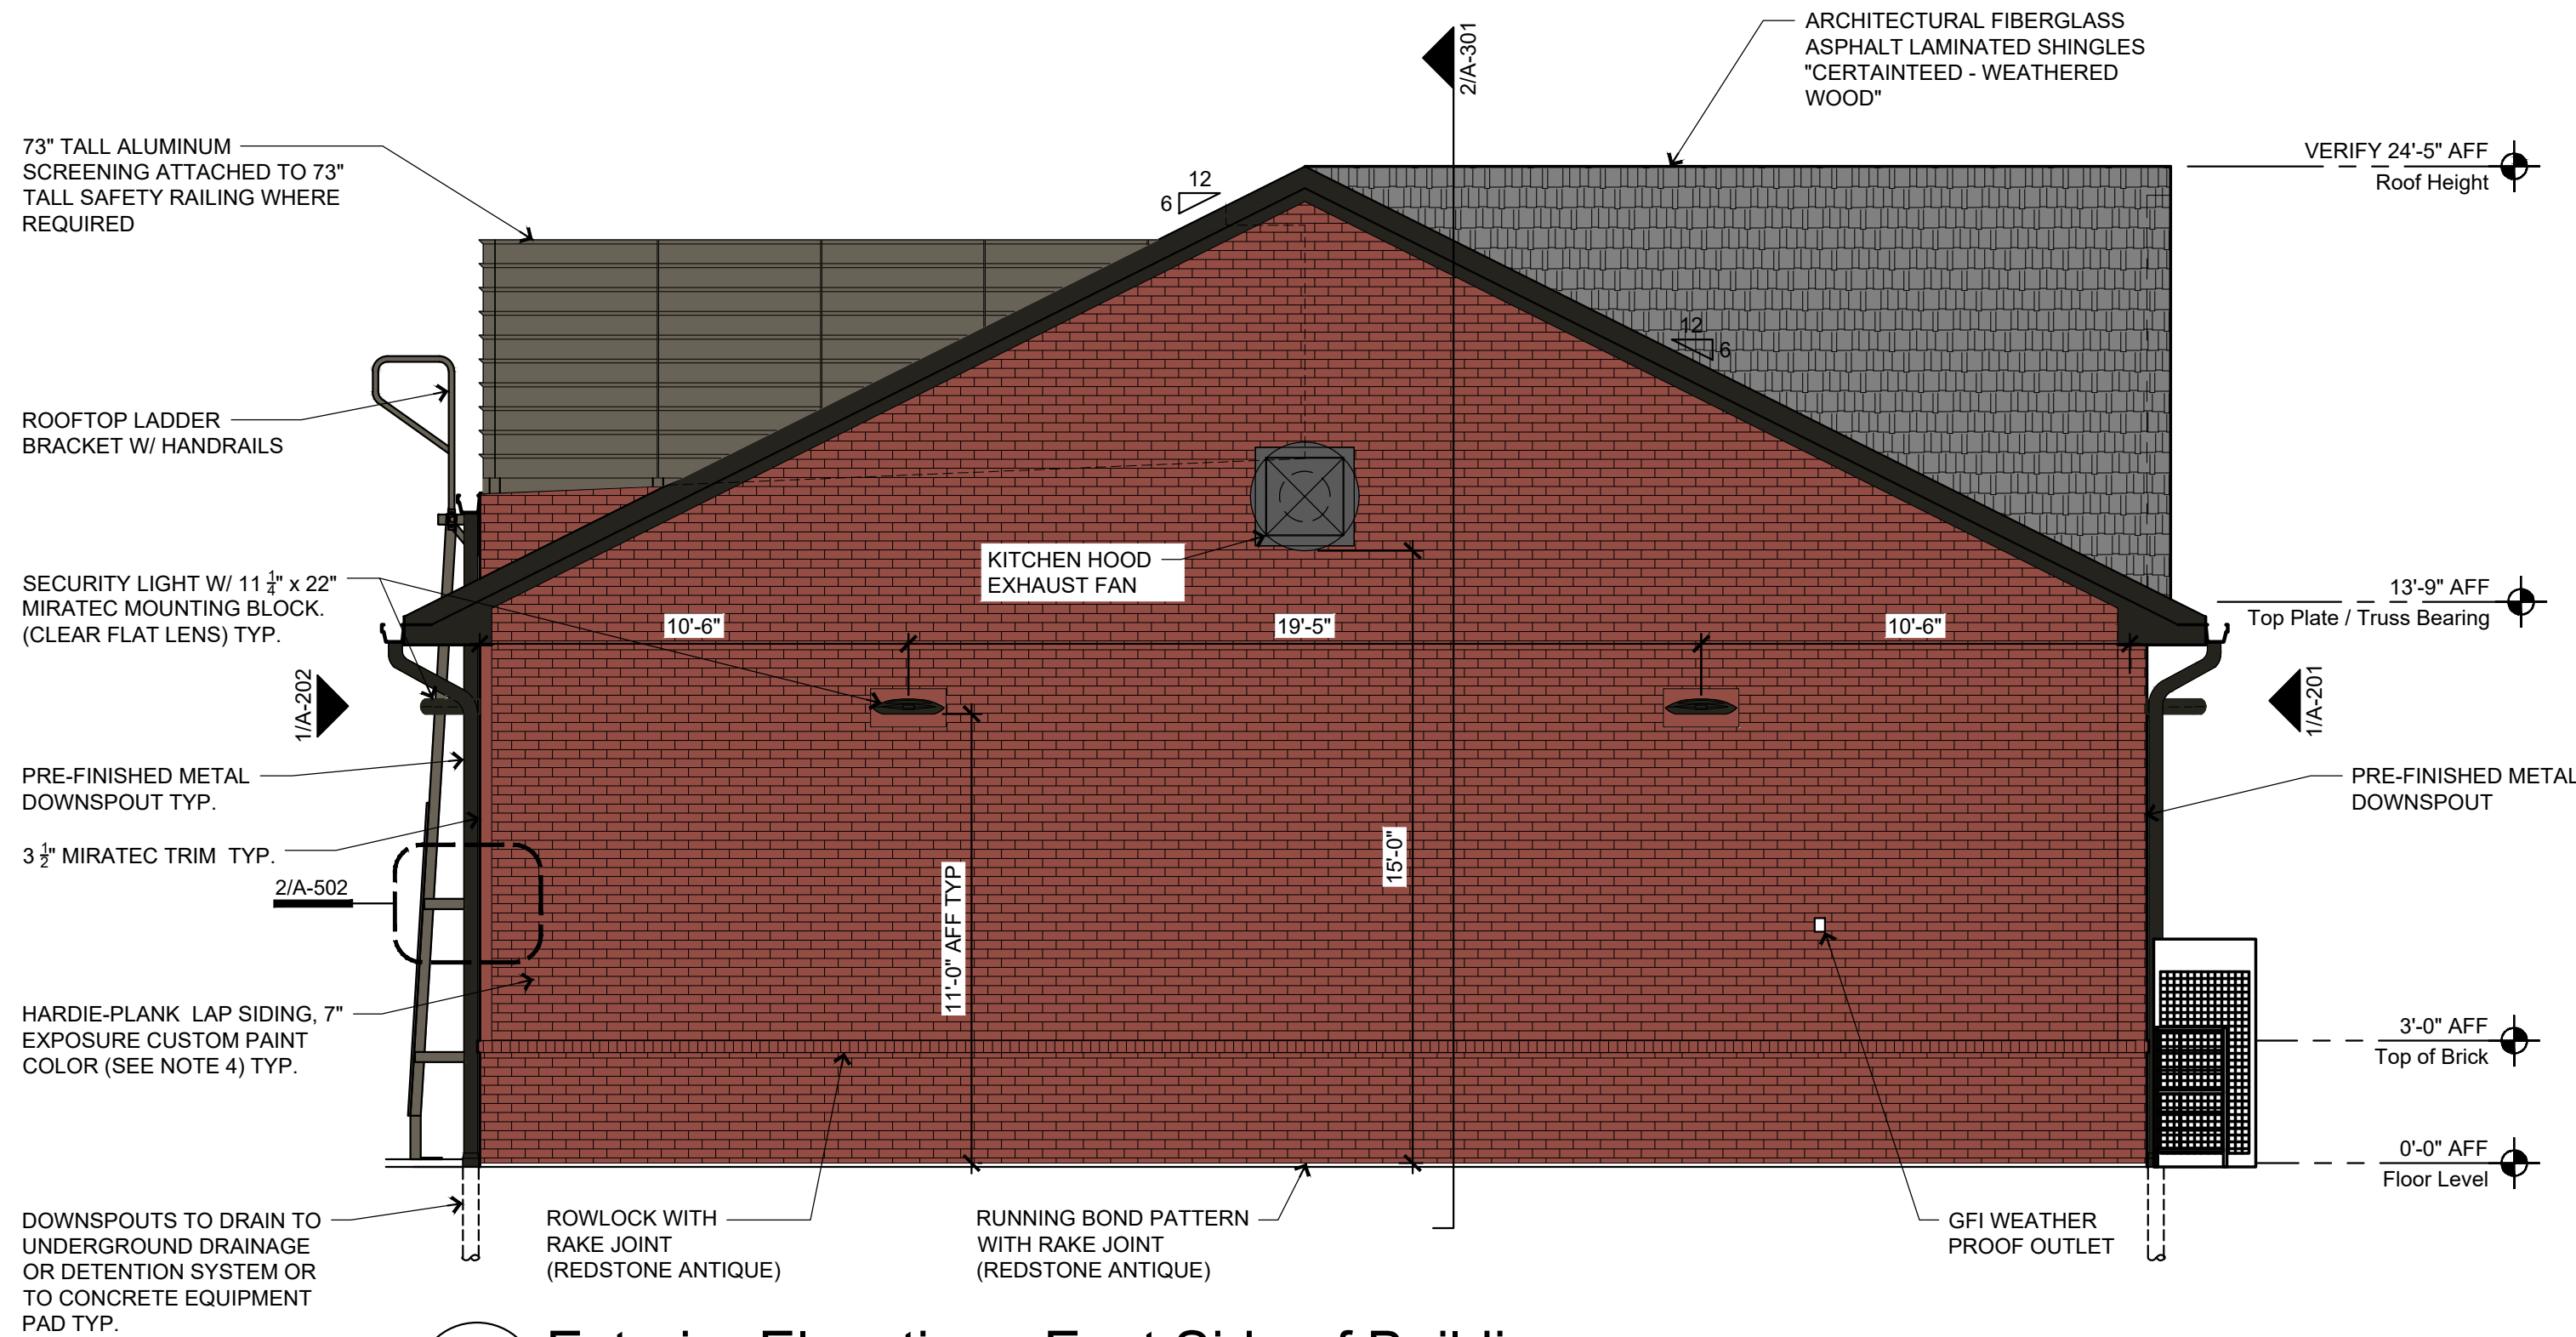 ARCHITECTURAL FIBERGLASS
ASPHALT LAMINATED SHINGLES
"CERTAINTEED - WEATHERED
WOOD"
2/A-301
73" TALL ALUMINUM
SCREENING ATTACHED TO 73"
TALL SAFETY RAILING WHERE
REQUIRED
VERIFY 24'-5" AFF
Roof Height
12
6
12
6
ROOFTOP LADDER
BRACKET W/ HANDRAILS
KITCHEN HOOD
EXHAUST FAN
SECURITY LIGHT W/ 11 1/4" x 22"
MIRATEC MOUNTING BLOCK.
(CLEAR FLAT LENS) TYP.
10'-6"
19'-5"
10'-6"
13'-9" AFF
Top Plate / Truss Bearing
1/A-202
1/A-201
PRE-FINISHED METAL
DOWNSPOUT TYP.
PRE-FINISHED METAL
DOWNSPOUT
3 1/2" MIRATEC TRIM TYP.
2/A-502
11'-0" AFF TYP
15'-0"
HARDIE-PLANK LAP SIDING, 7"
EXPOSURE CUSTOM PAINT
COLOR (SEE NOTE 4) TYP.
3'-0" AFF
Top of Brick
0'-0" AFF
Floor Level
DOWNSPOUTS TO DRAIN TO
UNDERGROUND DRAINAGE
OR DETENTION SYSTEM OR
TO CONCRETE EQUIPMENT
PAD TYP.
ROWLOCK WITH
RAKE JOINT
(REDSTONE ANTIQUE)
RUNNING BOND PATTERN
WITH RAKE JOINT
(REDSTONE ANTIQUE)
GFI WEATHER
PROOF OUTLET